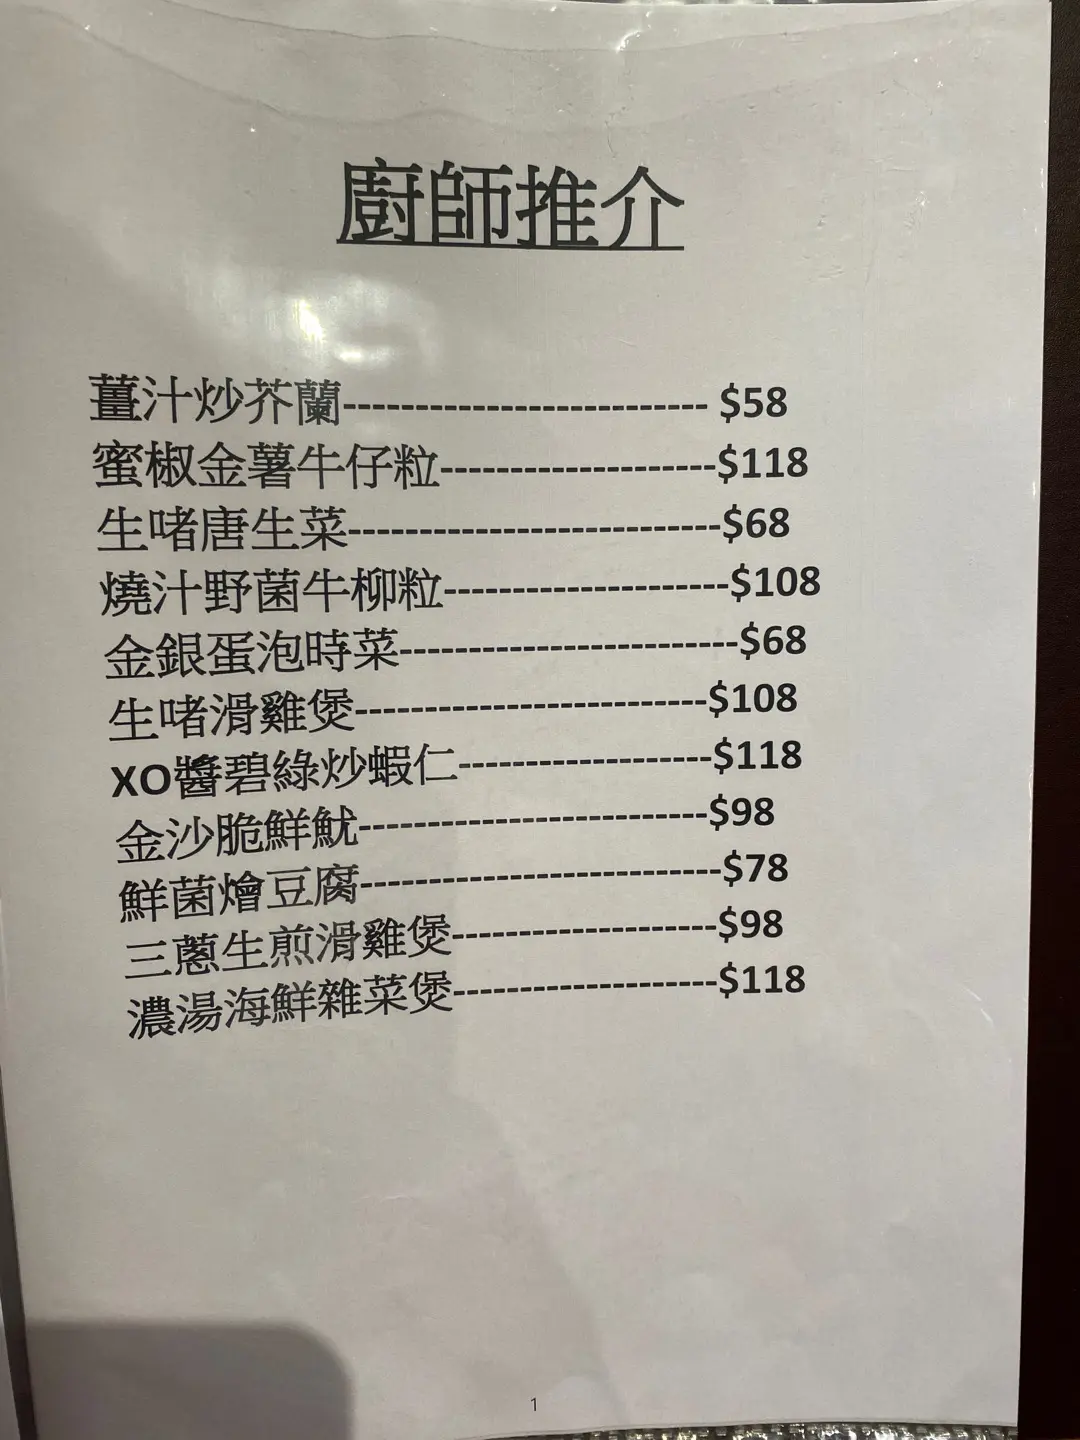 廚師推介
薑汁炒芥蘭-------------------------- $58
蜜椒金薯牛仔粒--------------------$118
生啫唐生菜---------------------------$68
燒汁野菌牛柳粒---------------------$108
金銀蛋泡時菜-------------------------$68
生啫滑雞煲--------------------------$108
XO醬碧綠炒蝦仁-------------------$118
金沙脆鮮魷--------------------------$98
鮮菌燴豆腐---------------------------$78
三蔥生煎滑雞煲--------------------$98
濃湯海鮮雜菜煲--------------------$118
1